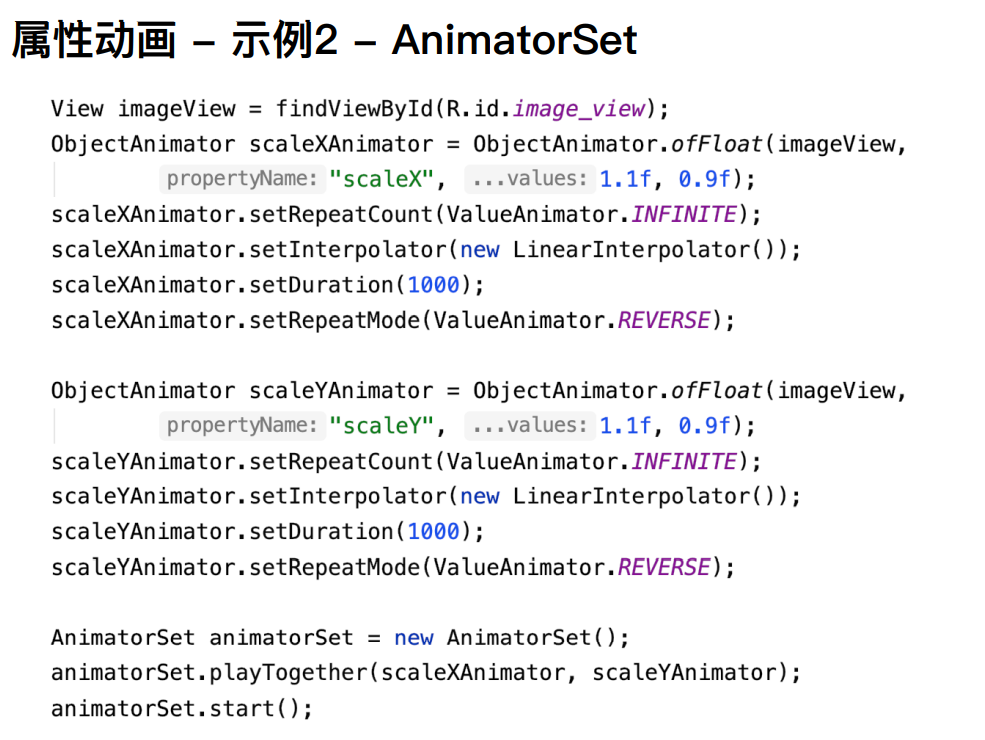 属性动画 – 示例2 – AnimatorSet
View imageView = findViewById(R.id.image_view);
ObjectAnimator scaleXAnimator = ObjectAnimator.ofFloat(imageView,
propertyName: "scaleX", ...values: 1.1f, 0.9f);
scaleXAnimator.setRepeatCount(ValueAnimator.INFINITE);
scaleXAnimator.setInterpolator(new LinearInterpolator());
scaleXAnimator.setDuration(1000);
scaleXAnimator.setRepeatMode(ValueAnimator.REVERSE);
ObjectAnimator scaleYAnimator = ObjectAnimator.ofFloat(imageView,
propertyName: "scaleY", ...values: 1.1f, 0.9f);
scaleYAnimator.setRepeatCount(ValueAnimator.INFINITE);
scaleYAnimator.setInterpolator(new LinearInterpolator());
scaleYAnimator.setDuration(1000);
scaleYAnimator.setRepeatMode(ValueAnimator.REVERSE);
AnimatorSet animatorSet = new AnimatorSet();
animatorSet.playTogether(scaleXAnimator, scaleYAnimator);
animatorSet.start();